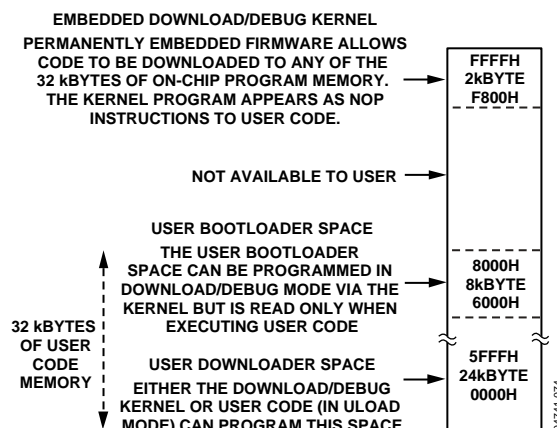 EMBEDDED DOWNLOAD/DEBUG KERNEL
PERMANENTLY EMBEDDED FIRMWARE ALLOWS
CODE TO BE DOWNLOADED TO ANY OF THE
32 kBYTES OF ON-CHIP PROGRAM MEMORY.
THE KERNEL PROGRAM APPEARS AS NOP
INSTRUCTIONS TO USER CODE.
FFFFH
2kBYTE
F800H
NOT AVAILABLE TO USER
USER BOOTLOADER SPACE
THE USER BOOTLOADER
SPACE CAN BE PROGRAMMED IN
DOWNLOAD/DEBUG MODE VIA THE
KERNEL BUT IS READ ONLY WHEN
EXECUTING USER CODE
8000H
8kBYTE
6000H
32 kBYTES
OF USER
CODE
MEMORY
USER DOWNLOADER SPACE
EITHER THE DOWNLOAD/DEBUG
KERNEL OR USER CODE (IN ULOAD
MODE) CAN PROGRAM THIS SPACE
5FFFH
24kBYTE
0000H